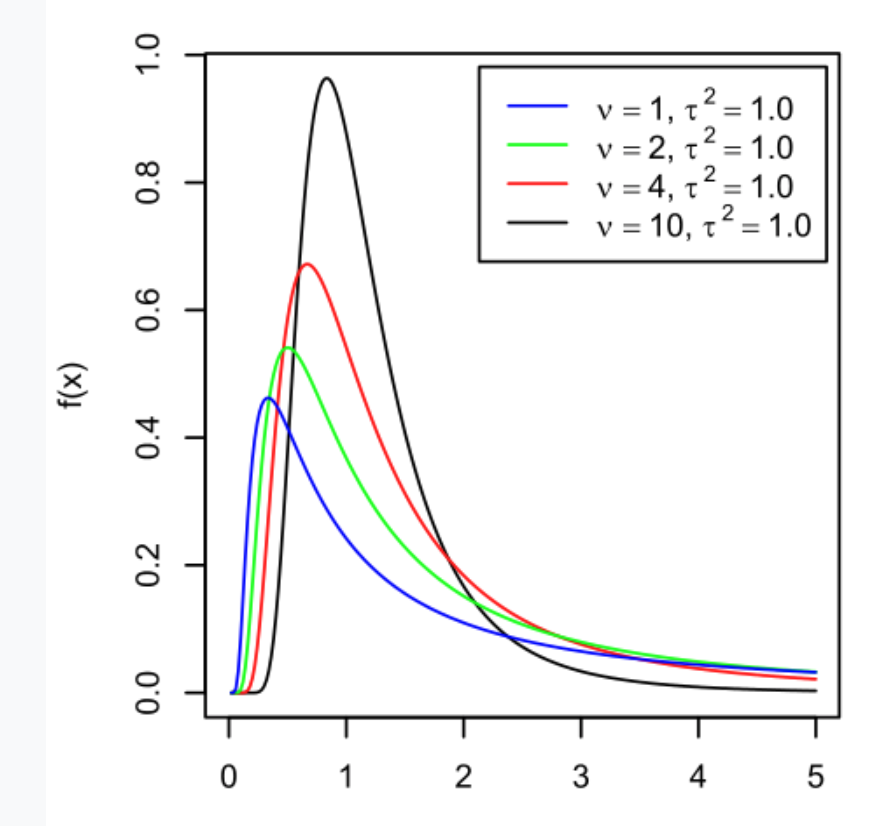 ν = 1, τ² = 1.0
ν = 2, τ² = 1.0
ν = 4, τ² = 1.0
ν = 10, τ² = 1.0
f(x)
1.0
0.8
0.6
0.4
0.2
0.0
0 1 2 3 4 5